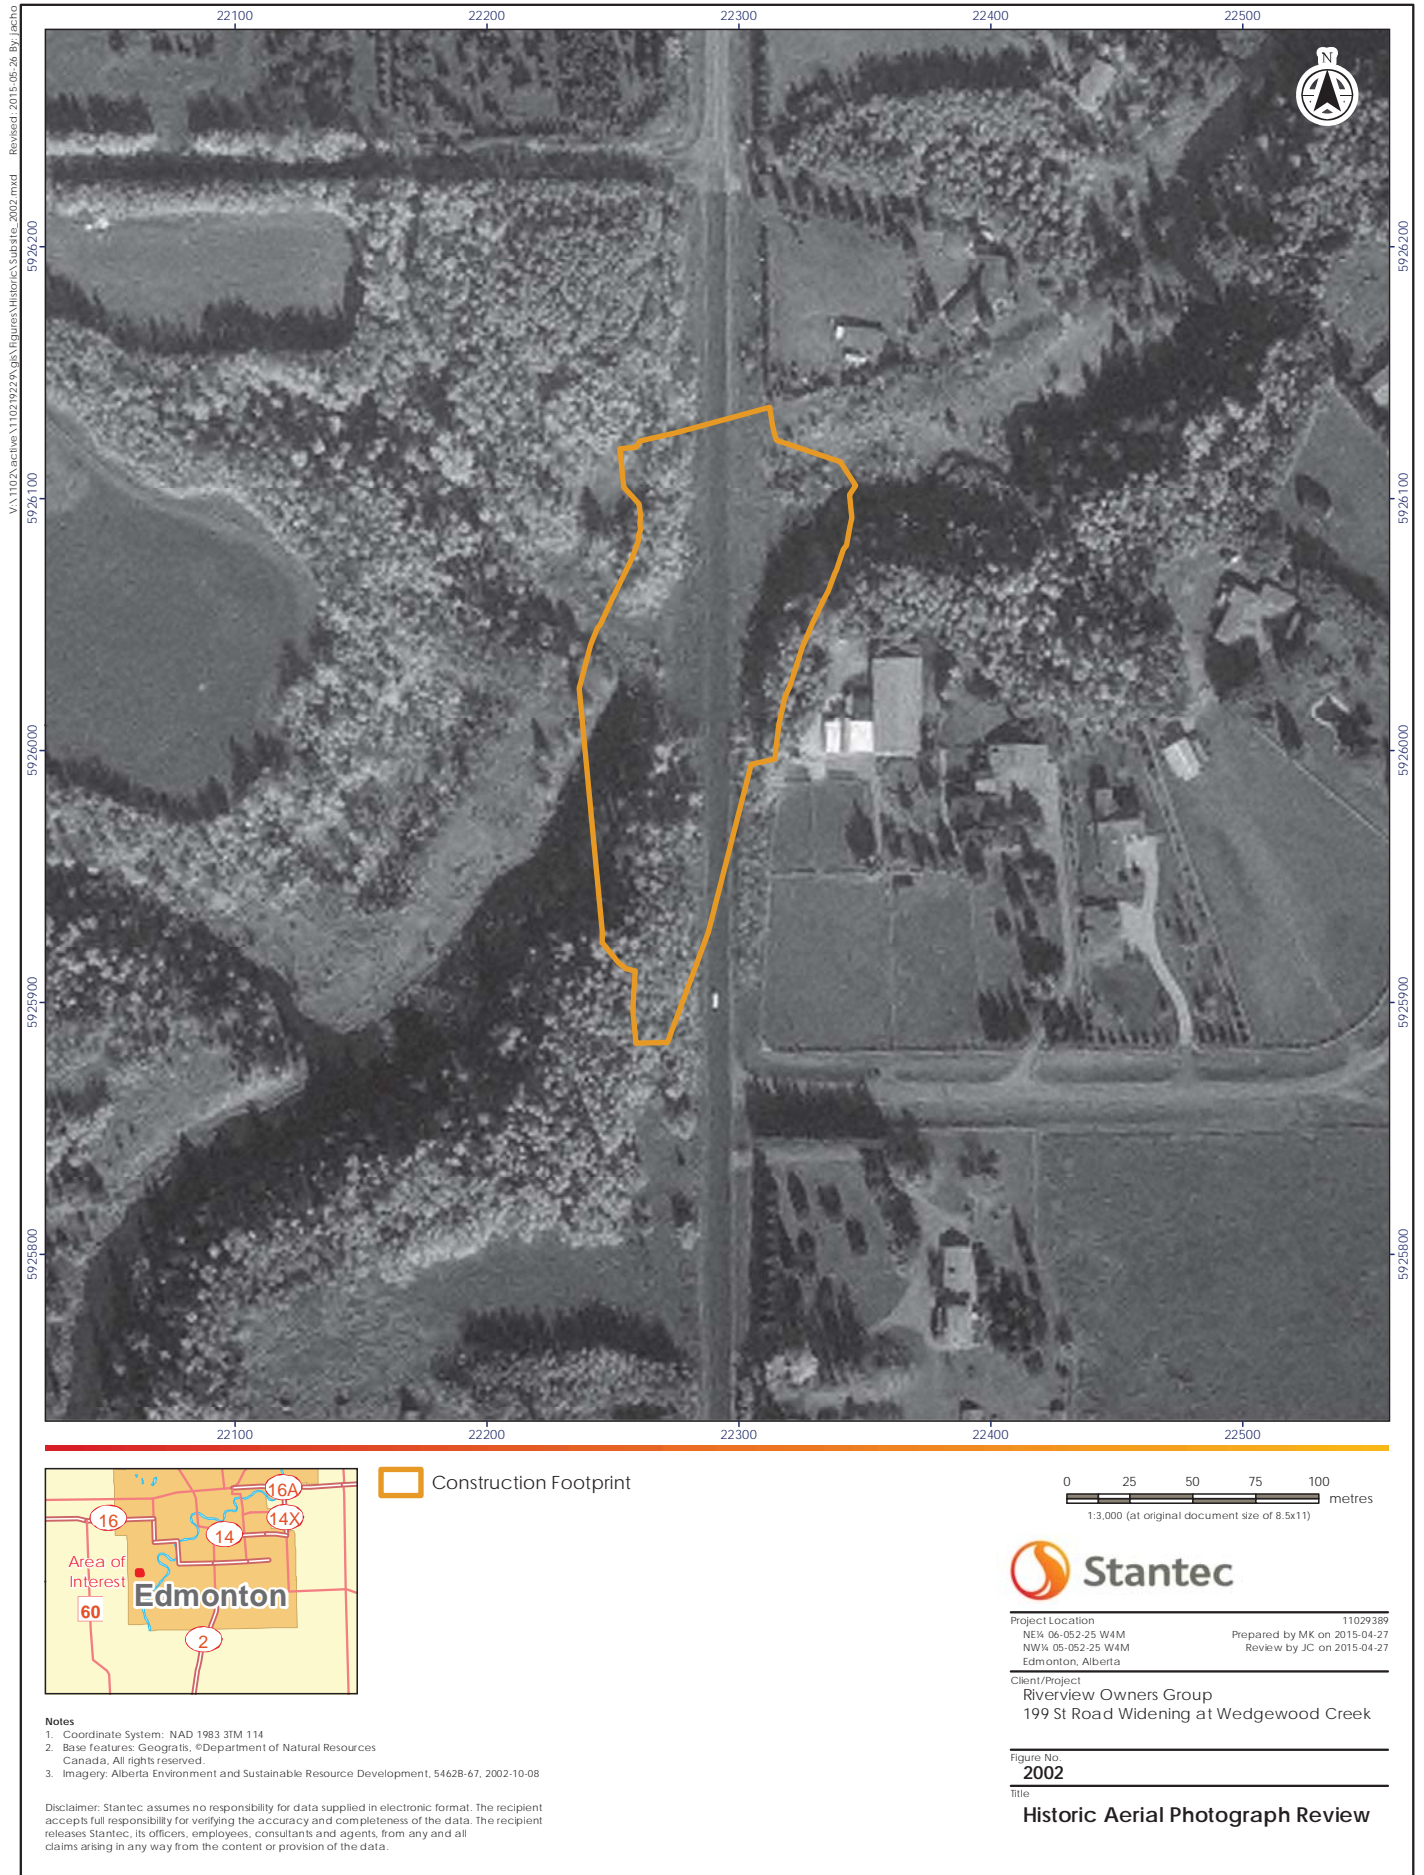 V:\1102\active\110219229\gis\figures\Historic\Subsite_2002.mxd Revised: 2015-05-26 By: jacho
22100 22200 22300 22400 22500
N
5926200 5926200
5926100 5926100
5926000 5926000
5925900 5925900
5925800 5925800
22100 22200 22300 22400 22500
16A
16
14X
14
Area of
Interest
Edmonton
60
2
Construction Footprint
0 25 50 75 100
metres
1:3,000 (at original document size of 8.5x11)
Stantec
Project Location 11029389
NE¼ 06-052-25 W4M Prepared by MK on 2015-04-27
NW¼ 05-052-25 W4M Review by JC on 2015-04-27
Edmonton, Alberta
Client/Project
Riverview Owners Group
199 St Road Widening at Wedgewood Creek
Figure No.
2002
Title
Historic Aerial Photograph Review
Notes
1. Coordinate System: NAD 1983 3TM 114
2. Base features: Geogratis, ©Department of Natural Resources
Canada, All rights reserved.
3. Imagery: Alberta Environment and Sustainable Resource Development, 5462B-67, 2002-10-08
Disclaimer: Stantec assumes no responsibility for data supplied in electronic format. The recipient
accepts full responsibility for verifying the accuracy and completeness of the data. The recipient
releases Stantec, its officers, employees, consultants and agents, from any and all
claims arising in any way from the content or provision of the data.